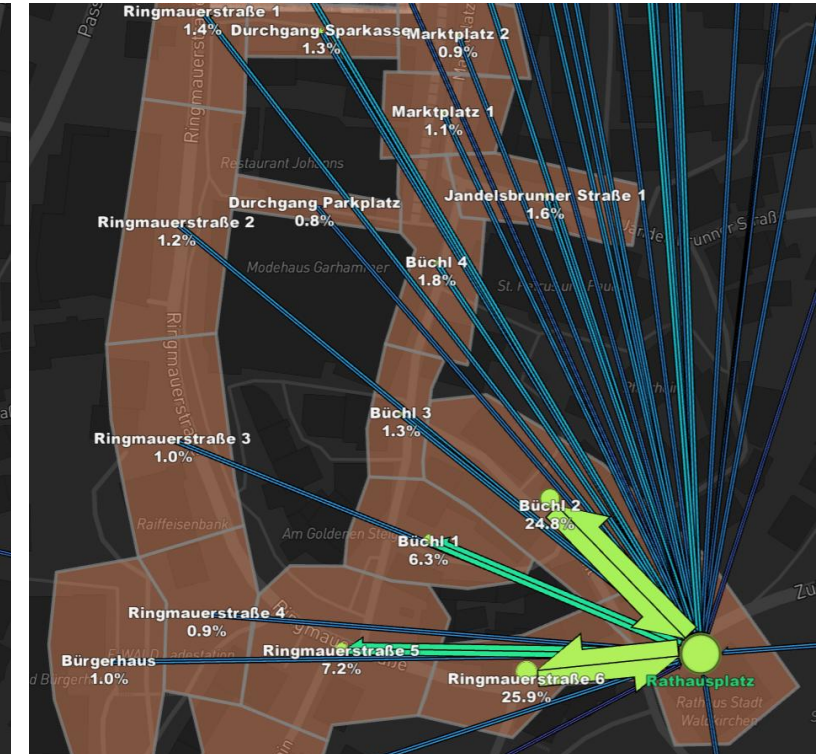 Ringmauerstraße 1
1.4%
Durchgang Sparkasse
1.3%
Marktplatz 2
0.9%
Ringmauerstraße
Marktplatz 1
1.1%
Restaurant Johanns
Durchgang Parkplatz
0.8%
Jandelsbrunner Straße 1
1.6%
Ringmauerstraße 2
1.2%
Modehaus Garhammer
Büchl 4
1.8%
Büchl 3
1.3%
Ringmauerstraße 3
1.0%
Raiffeisenbank
Büchl 2
24.8%
Büchl 1
6.3%
Ringmauerstraße 4
0.9%
Ringmauerstraße 5
7.2%
Bürgerhaus
1.0%
Ringmauerstraße 6
25.9%
Rathausplatz
Rathaus Stadt
Waldkirchen